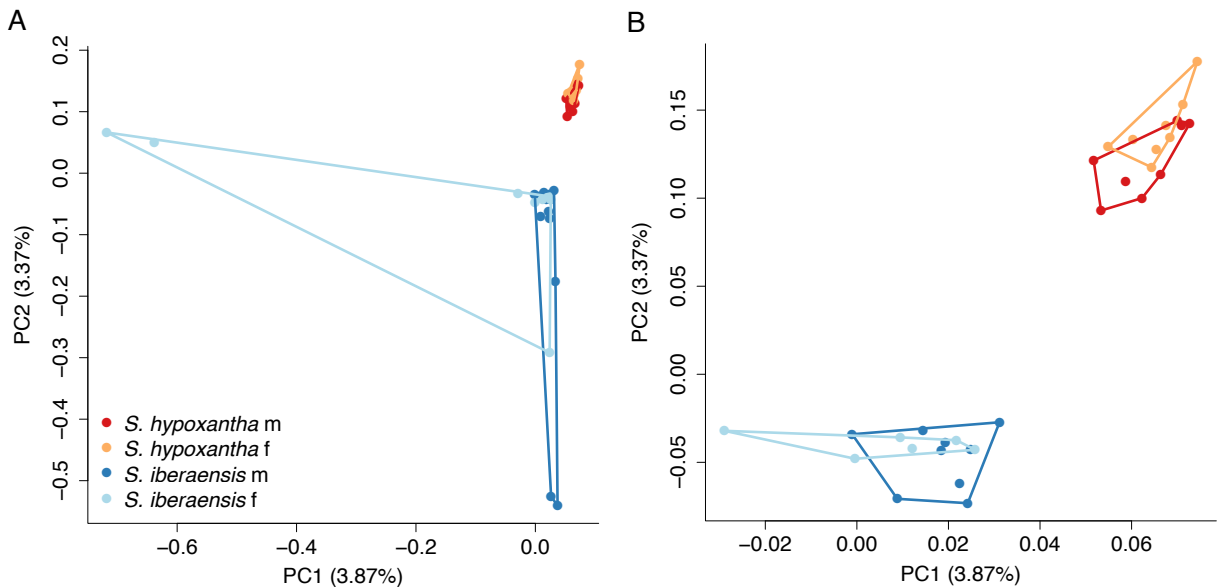 A
0.2
0.1
0.0
−0.1
−0.2
−0.3
−0.4
−0.5
PC2 (3.37%)
−0.6
−0.4
−0.2
0.0
PC1 (3.87%)
S. hypoxantha m
S. hypoxantha f
S. iberaensis m
S. iberaensis f
B
0.15
0.10
0.05
0.00
−0.05
PC2 (3.37%)
−0.02
0.00
0.02
0.04
0.06
PC1 (3.87%)